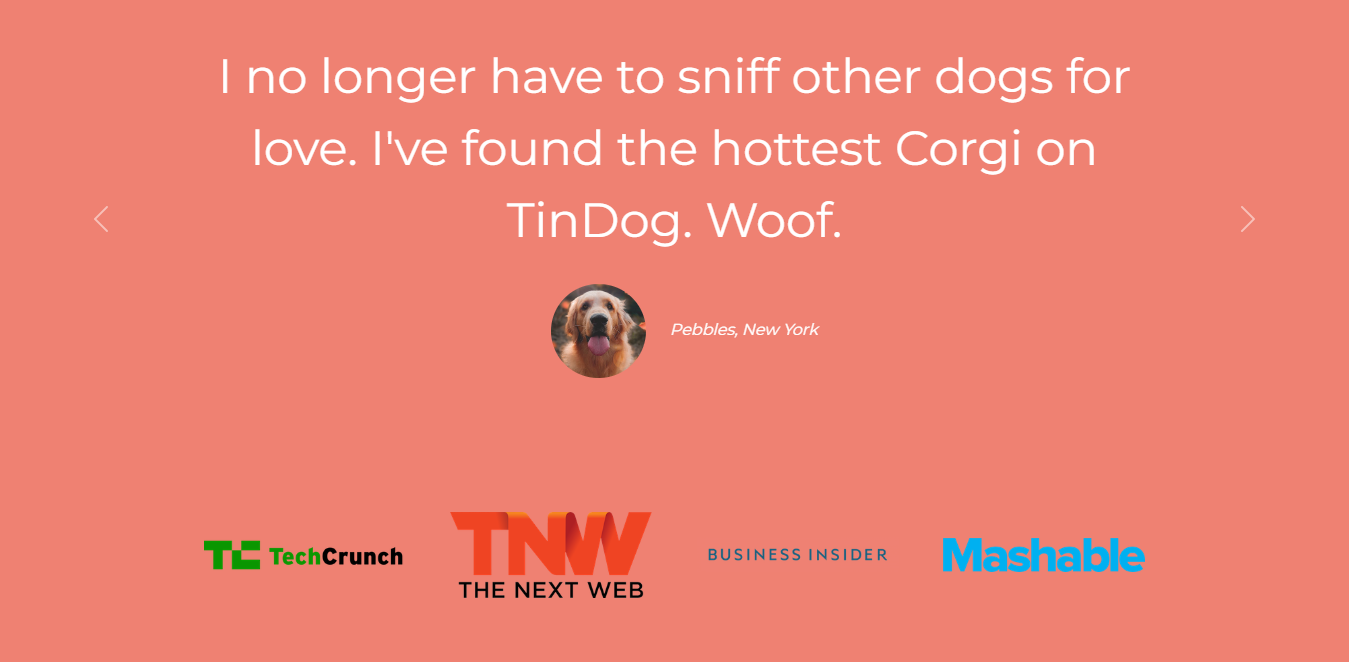 I no longer have to sniff other dogs for
love. I've found the hottest Corgi on
TinDog. Woof.
Pebbles, New York
TC TechCrunch
TNW
THE NEXT WEB
BUSINESS INSIDER
Mashable